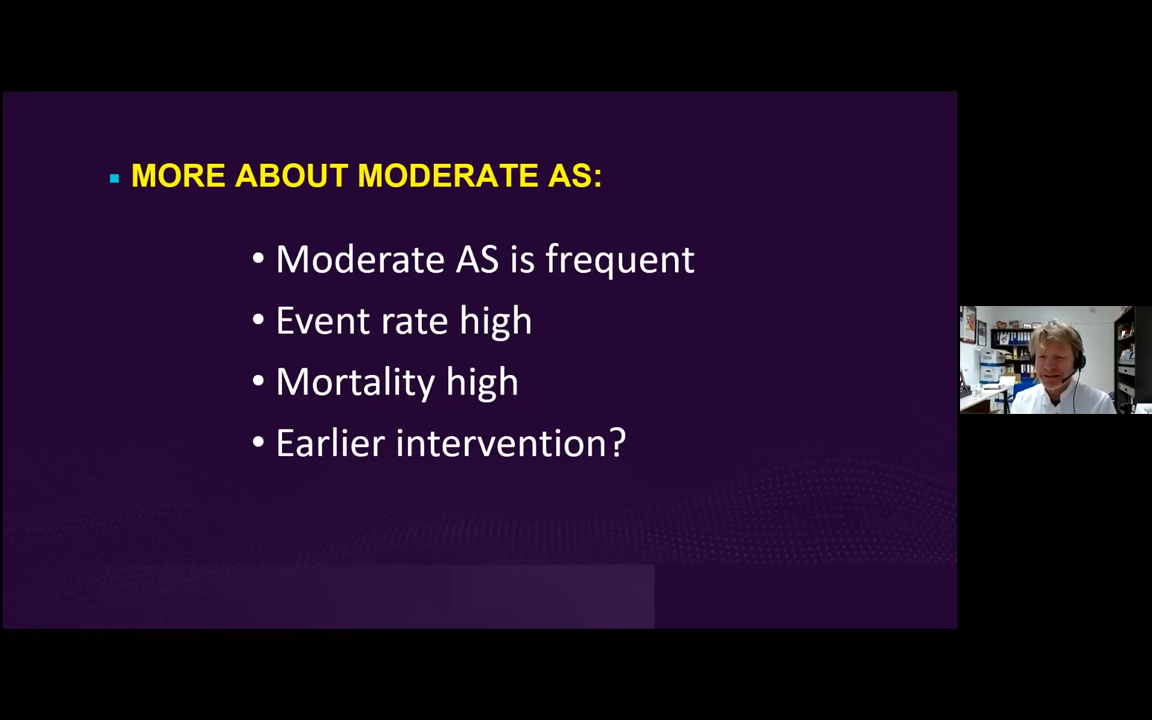 MORE ABOUT MODERATE AS:
• Moderate AS is frequent
• Event rate high
• Mortality high
• Earlier intervention?